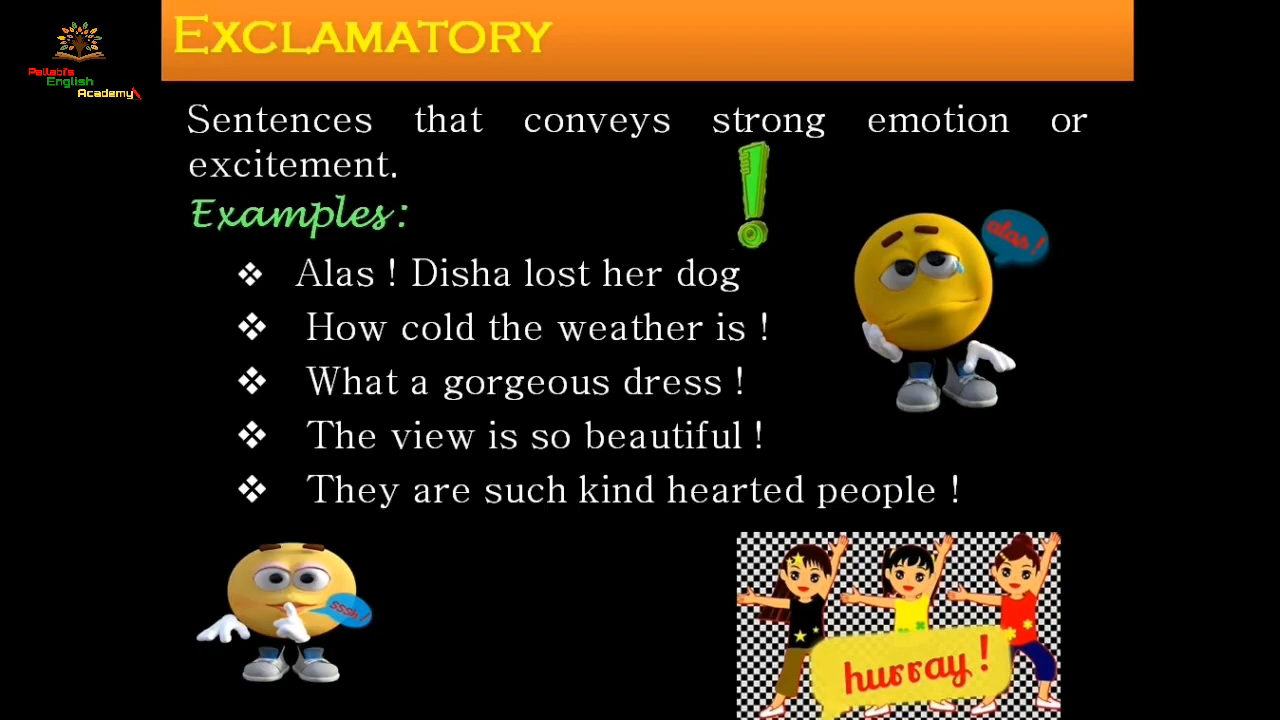 EXCLAMATORY
Pallabi's
English
Academy
Sentences that conveys strong emotion or
excitement.
Examples:
❖ Alas ! Disha lost her dog
❖ How cold the weather is !
❖ What a gorgeous dress !
❖ The view is so beautiful !
❖ They are such kind hearted people !
alas !
sssh !
hurray !